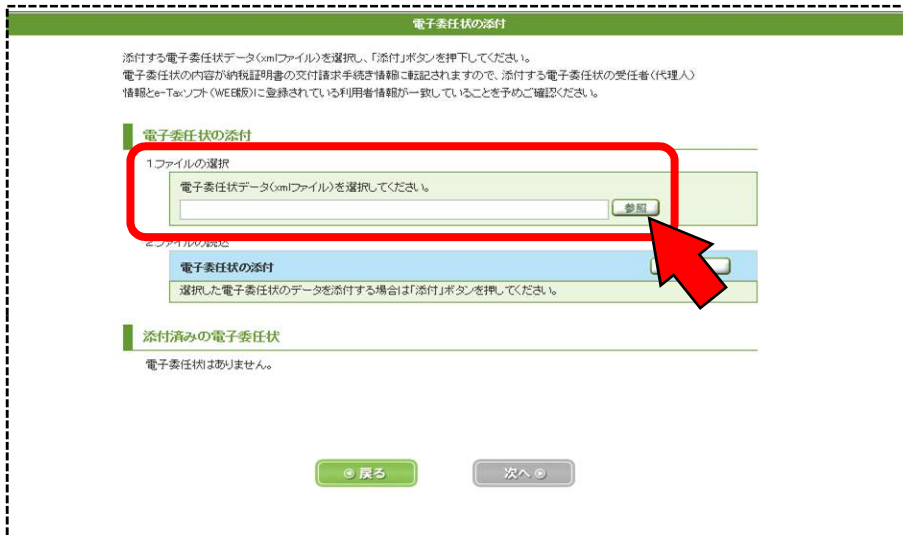 電子委任状の添付
添付する電子委任状データ(xmlファイル)を選択し、「添付」ボタンを押下してください。
電子委任状の内容が納税証明書の交付請求手続き情報に転記されますので、添付する電子委任状の受任者(代理人)
情報とe-Taxソフト(WEB版)に登録されている利用者情報が一致していることを予めご確認ください。
電子委任状の添付
1.ファイルの選択
電子委任状データ(xmlファイル)を選択してください。
参照
2.ファイルの読込
電子委任状の添付
選択した電子委任状のデータを添付する場合は「添付」ボタンを押してください。
添付済みの電子委任状
電子委任状はありません。
戻る
次へ